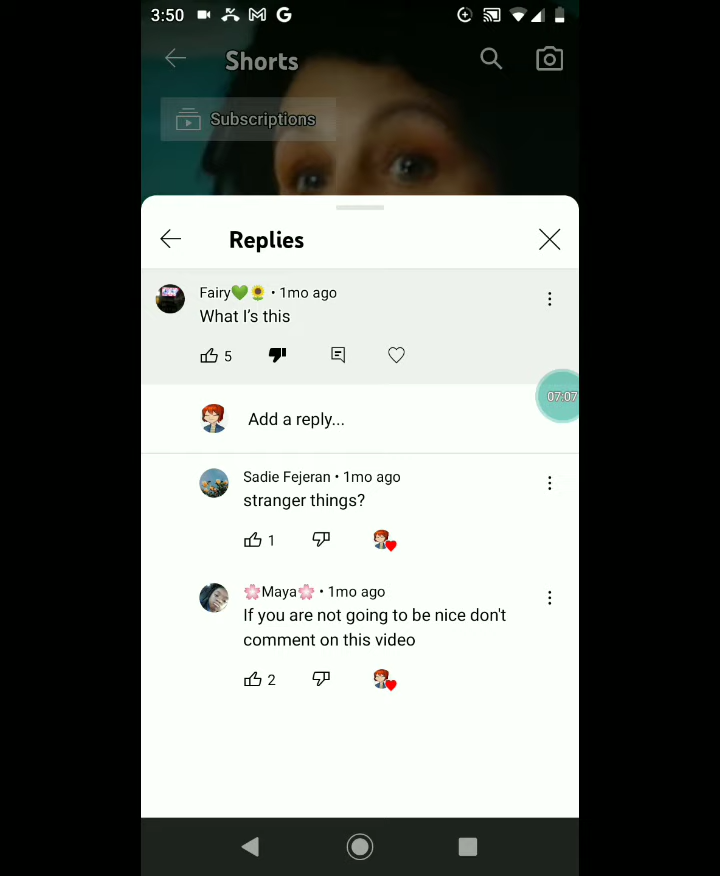 3:50
Shorts
Subscriptions
Replies
Fairy💚🌻 • 1mo ago
What I's this
5
07:07
Add a reply...
Sadie Fejeran • 1mo ago
stranger things?
1
🌸Maya🌸 • 1mo ago
If you are not going to be nice don't
comment on this video
2